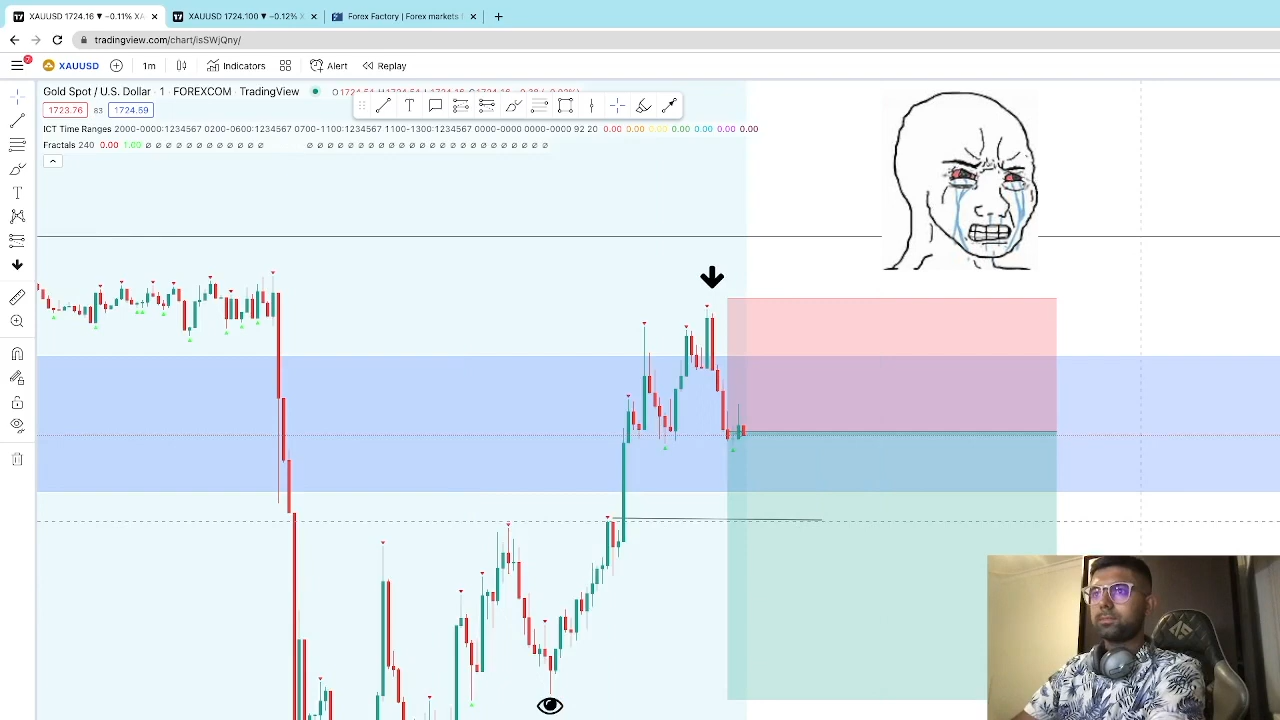 XAUUSD 1724.16 ▼ −0.11% XA
XAUUSD 1724.100 ▼ −0.12% X
Forex Factory | Forex markets f
tradingview.com/chart/isSWjQny/
7
XAUUSD
1m
Indicators
Alert
Replay
Gold Spot / U.S. Dollar · 1 · FOREXCOM · TradingView
1723.76
83
1724.59
ICT Time Ranges 2000-0000:1234567 0200-0600:1234567 0700-1100:1234567 1100-1300:1234567 0000-0000 0000-0000 92 20 0.00 0.00 0.00 0.00 0.00 0.00 0.00
Fractals 240 0.00 1.00 ∅ ∅ ∅ ∅ ∅ ∅ ∅ ∅ ∅ ∅ ∅ ∅ ∅ ∅ ∅ ∅ ∅ ∅ ∅ ∅ ∅ ∅ ∅ ∅ ∅ ∅ ∅ ∅ ∅ ∅ ∅ ∅ ∅ ∅ ∅